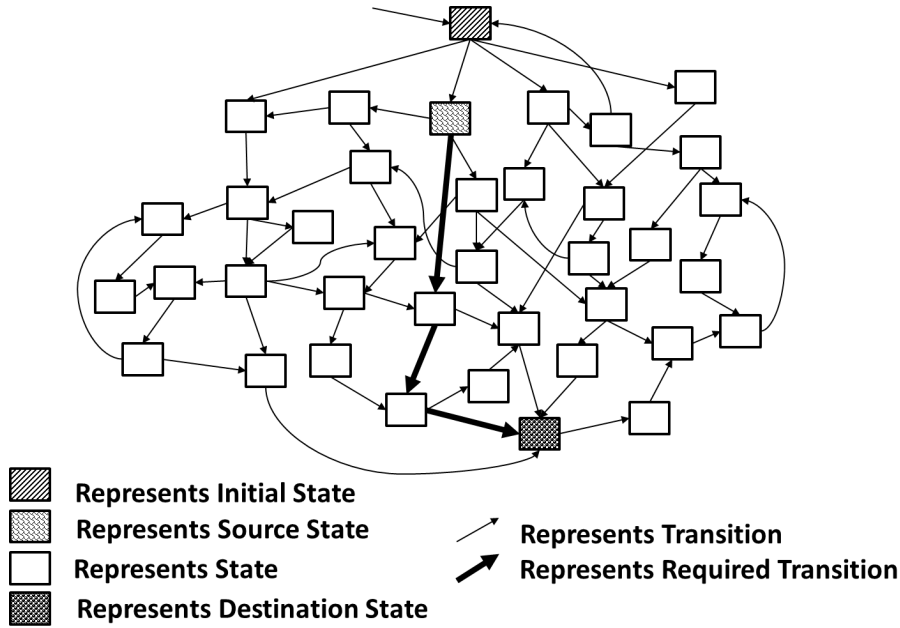 Represents Initial State
Represents Source State
Represents State
Represents Destination State
Represents Transition
Represents Required Transition